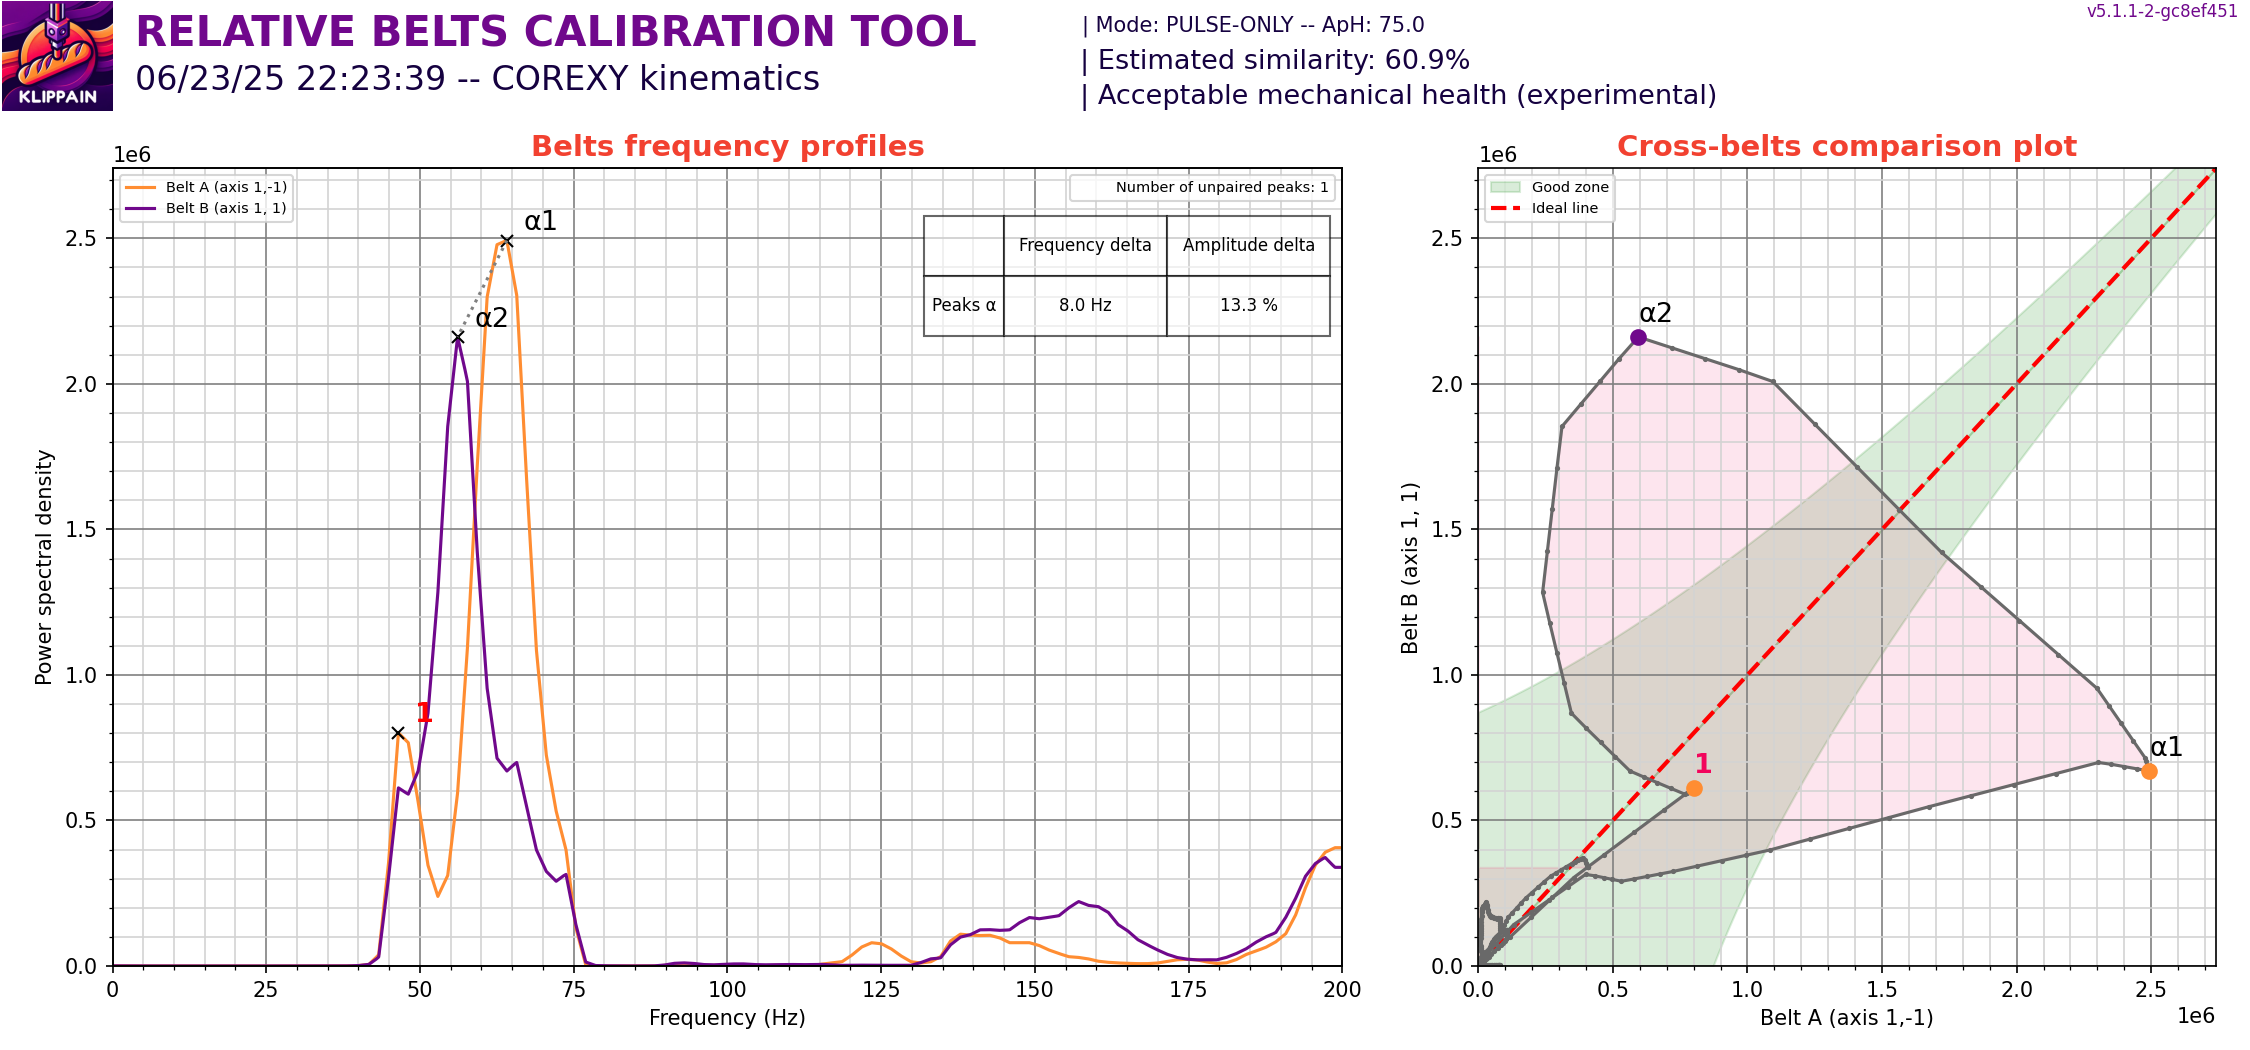 KLIPPAIN
RELATIVE BELTS CALIBRATION TOOL
06/23/25 22:23:39 -- COREXY kinematics
| Mode: PULSE-ONLY -- ApH: 75.0
| Estimated similarity: 60.9%
| Acceptable mechanical health (experimental)
v5.1.1-2-gc8ef451
Belts frequency profiles
1e6
Belt A (axis 1,-1)
Belt B (axis 1, 1)
Number of unpaired peaks: 1
Frequency delta Amplitude delta
Peaks α 8.0 Hz 13.3 %
α1
α2
1
Power spectral density
2.5
2.0
1.5
1.0
0.5
0.0
0 25 50 75 100 125 150 175 200
Frequency (Hz)
Cross-belts comparison plot
1e6
Good zone
Ideal line
α2
α1
1
Belt B (axis 1, 1)
2.5
2.0
1.5
1.0
0.5
0.0
0.0 0.5 1.0 1.5 2.0 2.5
Belt A (axis 1,-1)
1e6